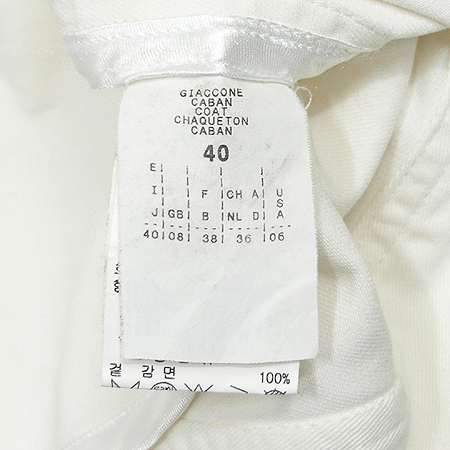 GIACCONE
CABAN
COAT
CHAQUETON
CABAN
40
E
I F CH A U S
J GB B NL D A
40 08 38 36 06
겉 감 면 100%